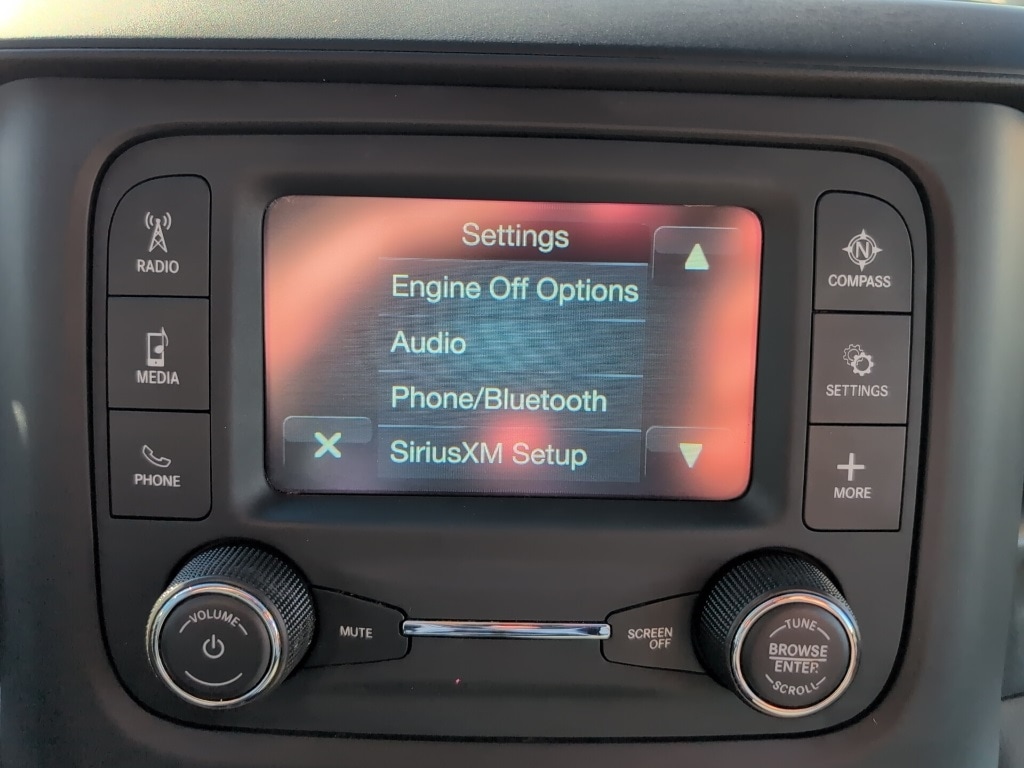 Settings
Engine Off Options
Audio
Phone/Bluetooth
SiriusXM Setup
RADIO
MEDIA
PHONE
N
COMPASS
SETTINGS
MORE
VOLUME
MUTE
SCREEN
OFF
TUNE
BROWSE
ENTER
SCROLL